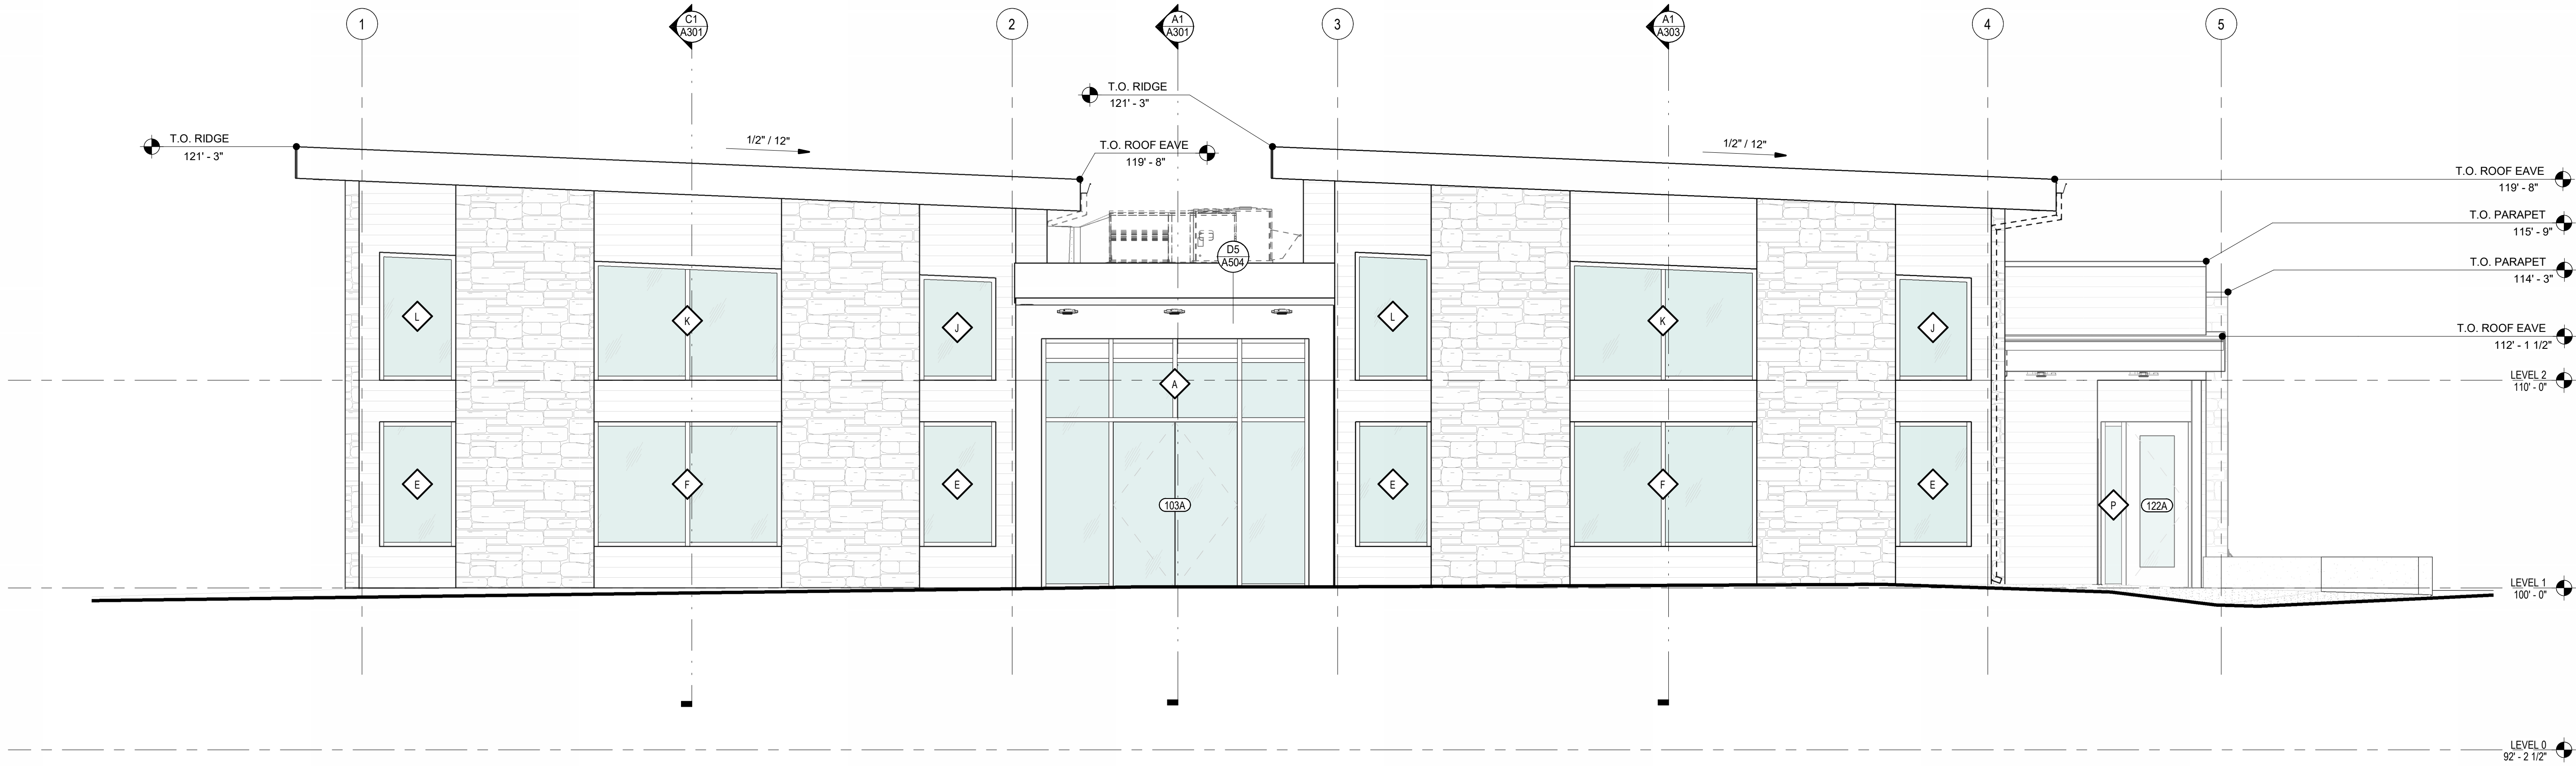 1
C1
A301
2
A1
A301
3
A1
A303
4
5
T.O. RIDGE
121' - 3"
T.O. RIDGE
121' - 3"
1/2" / 12"
T.O. ROOF EAVE
119' - 8"
1/2" / 12"
T.O. ROOF EAVE
119' - 8"
T.O. PARAPET
115' - 9"
T.O. PARAPET
114' - 3"
T.O. ROOF EAVE
112' - 1 1/2"
LEVEL 2
110' - 0"
D5
A504
L
K
J
A
L
K
J
E
F
E
103A
E
F
E
P
122A
LEVEL 1
100' - 0"
LEVEL 0
92' - 2 1/2"